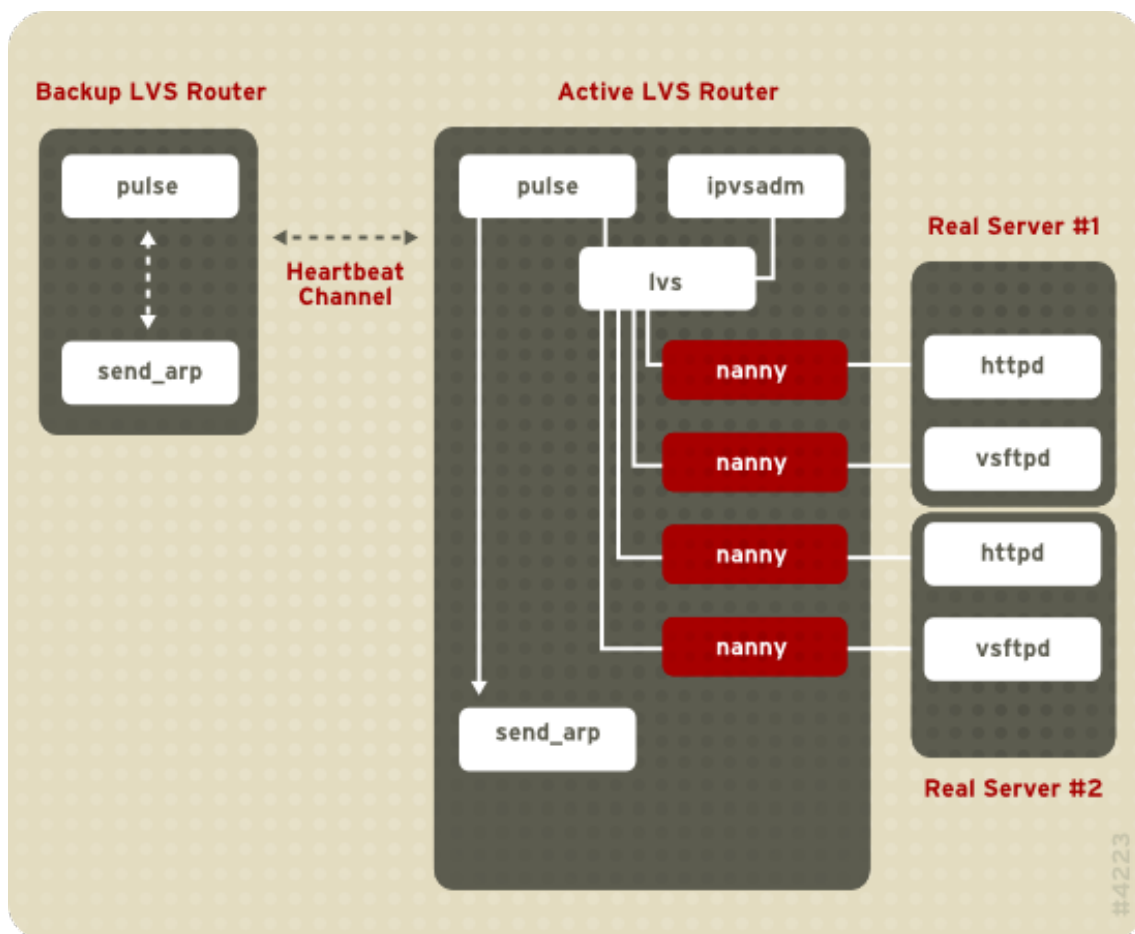 Backup LVS Router
pulse
send_arp
Heartbeat
Channel
Active LVS Router
pulse
ipvsadm
lvs
nanny
nanny
nanny
nanny
send_arp
Real Server #1
httpd
vsftpd
httpd
vsftpd
Real Server #2
#4223